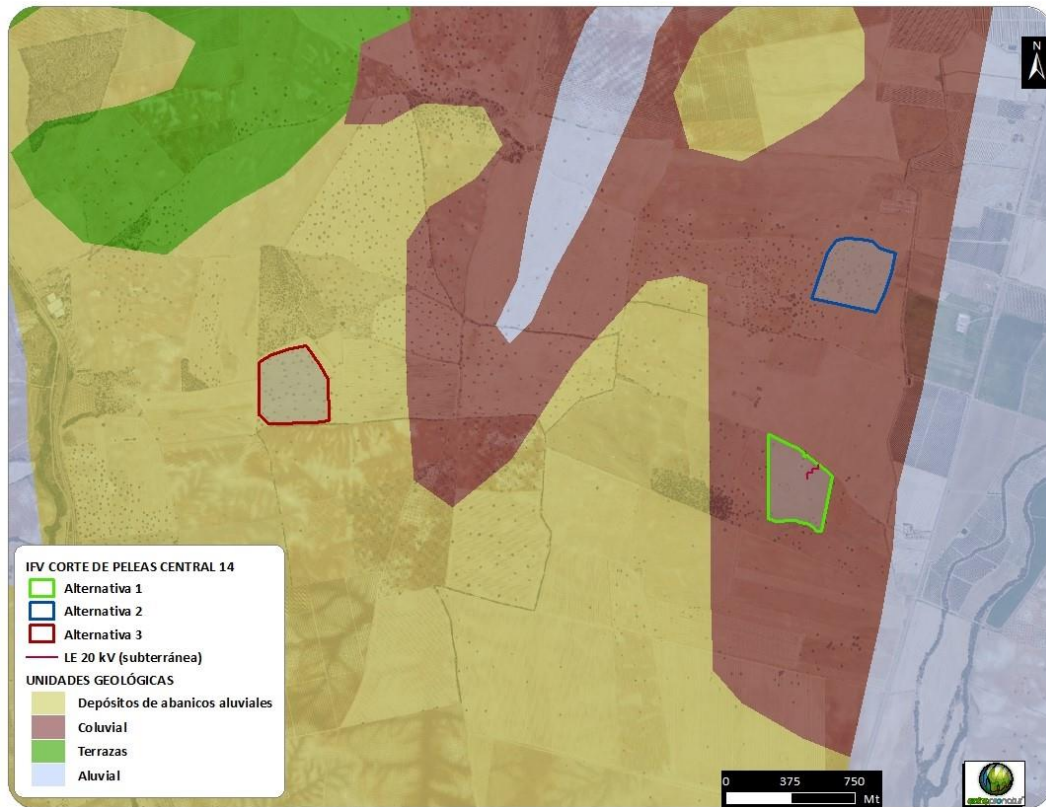 N
IFV CORTE DE PELEAS CENTRAL 14
Alternativa 1
Alternativa 2
Alternativa 3
LE 20 kV (subterránea)
UNIDADES GEOLÓGICAS
Depósitos de abanicos aluviales
Coluvial
Terrazas
Aluvial
0 375 750
Mt